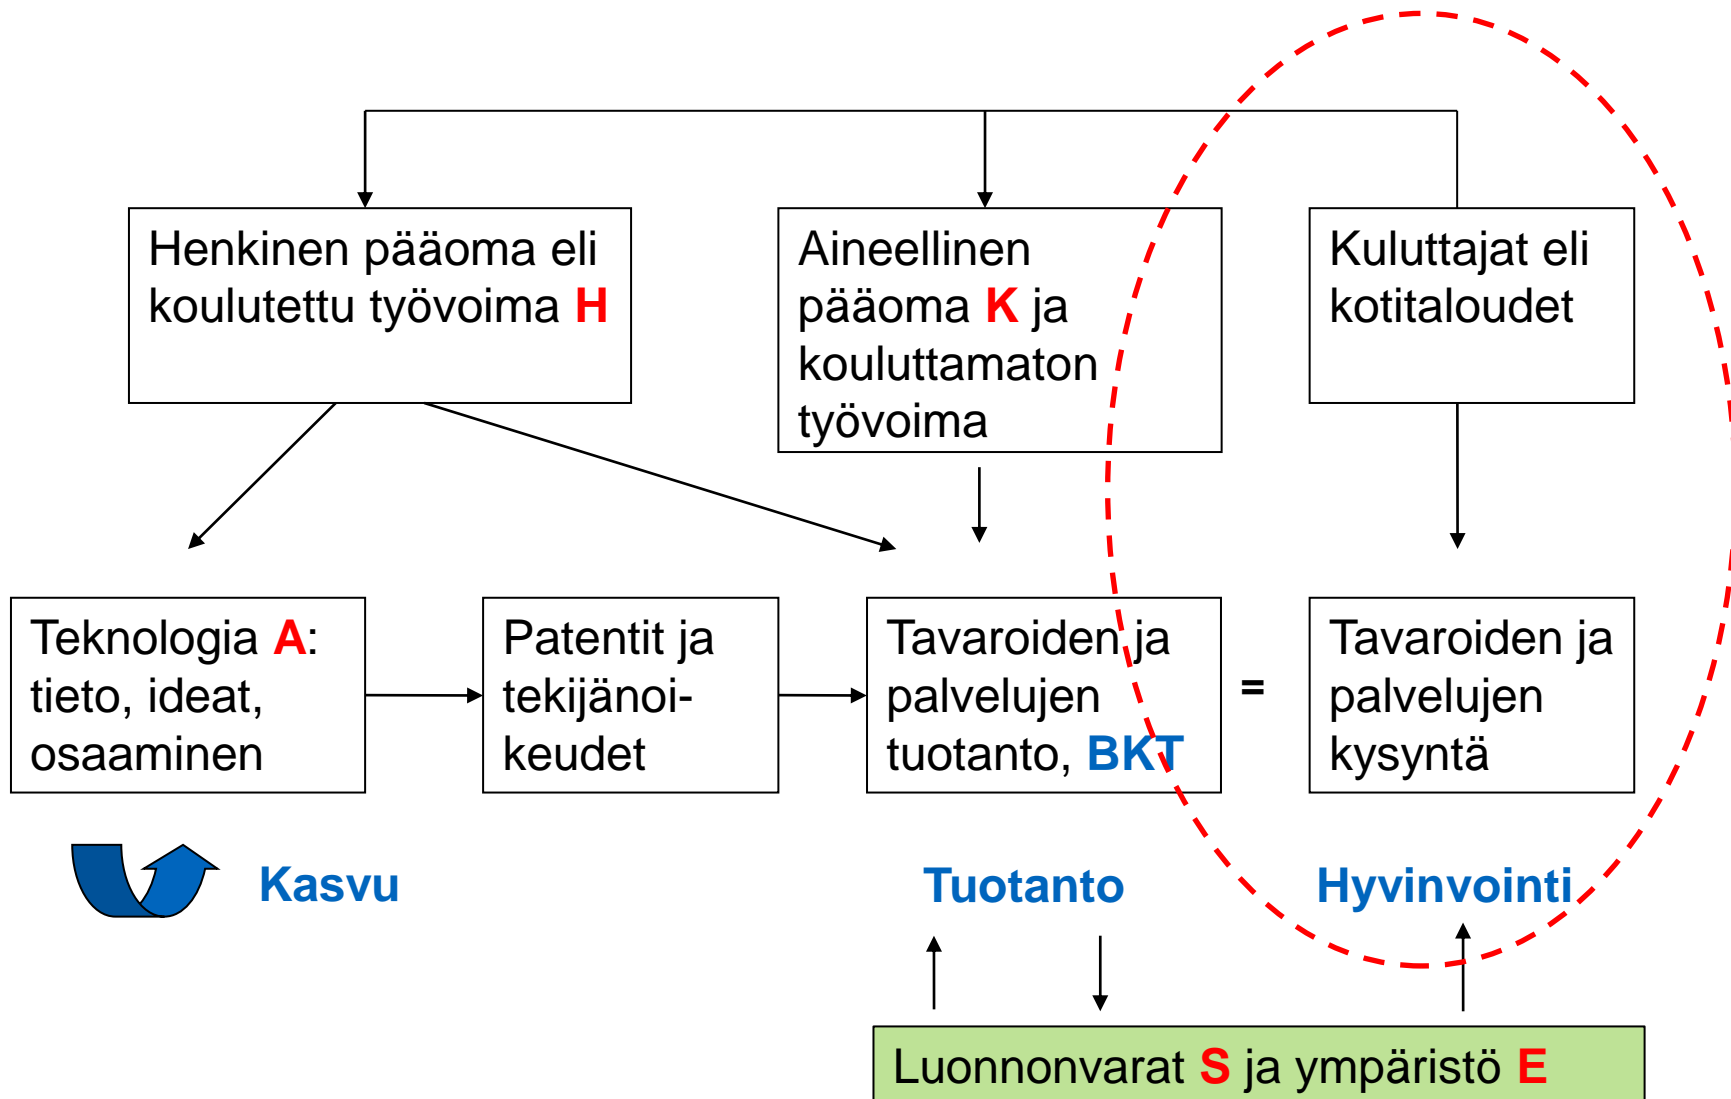 Henkinen pääoma eli
koulutettu työvoima H
Aineellinen
pääoma K ja
kouluttamaton
työvoima
Kuluttajat eli
kotitaloudet
Teknologia A:
tieto, ideat,
osaaminen
Patentit ja
tekijänoi-
keudet
Tavaroiden ja
palvelujen
tuotanto, BKT
=
Tavaroiden ja
palvelujen
kysyntä
Kasvu
Tuotanto
Hyvinvointi
Luonnonvarat S ja ympäristö E